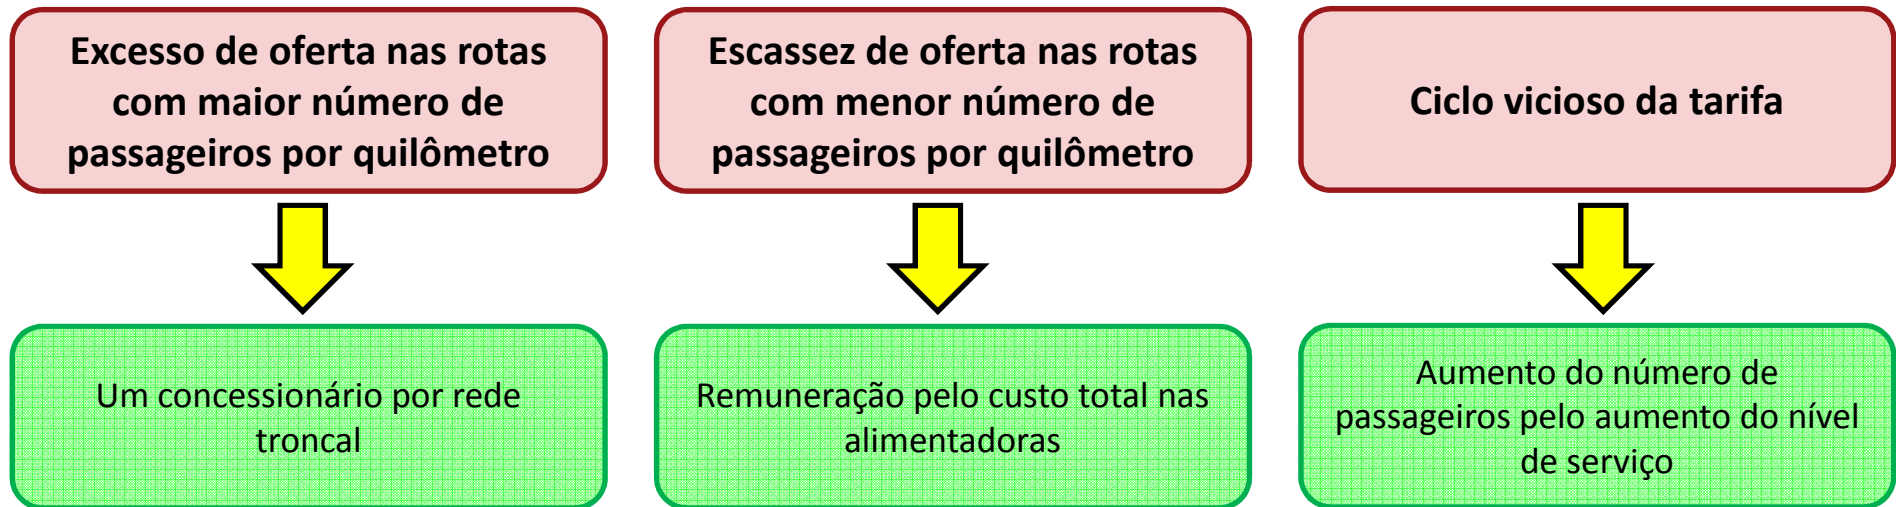 Excesso de oferta nas rotas
com maior número de
passageiros por quilômetro
Escassez de oferta nas rotas
com menor número de
passageiros por quilômetro
Ciclo vicioso da tarifa
Um concessionário por rede
troncal
Remuneração pelo custo total nas
alimentadoras
Aumento do número de
passageiros pelo aumento do nível
de serviço